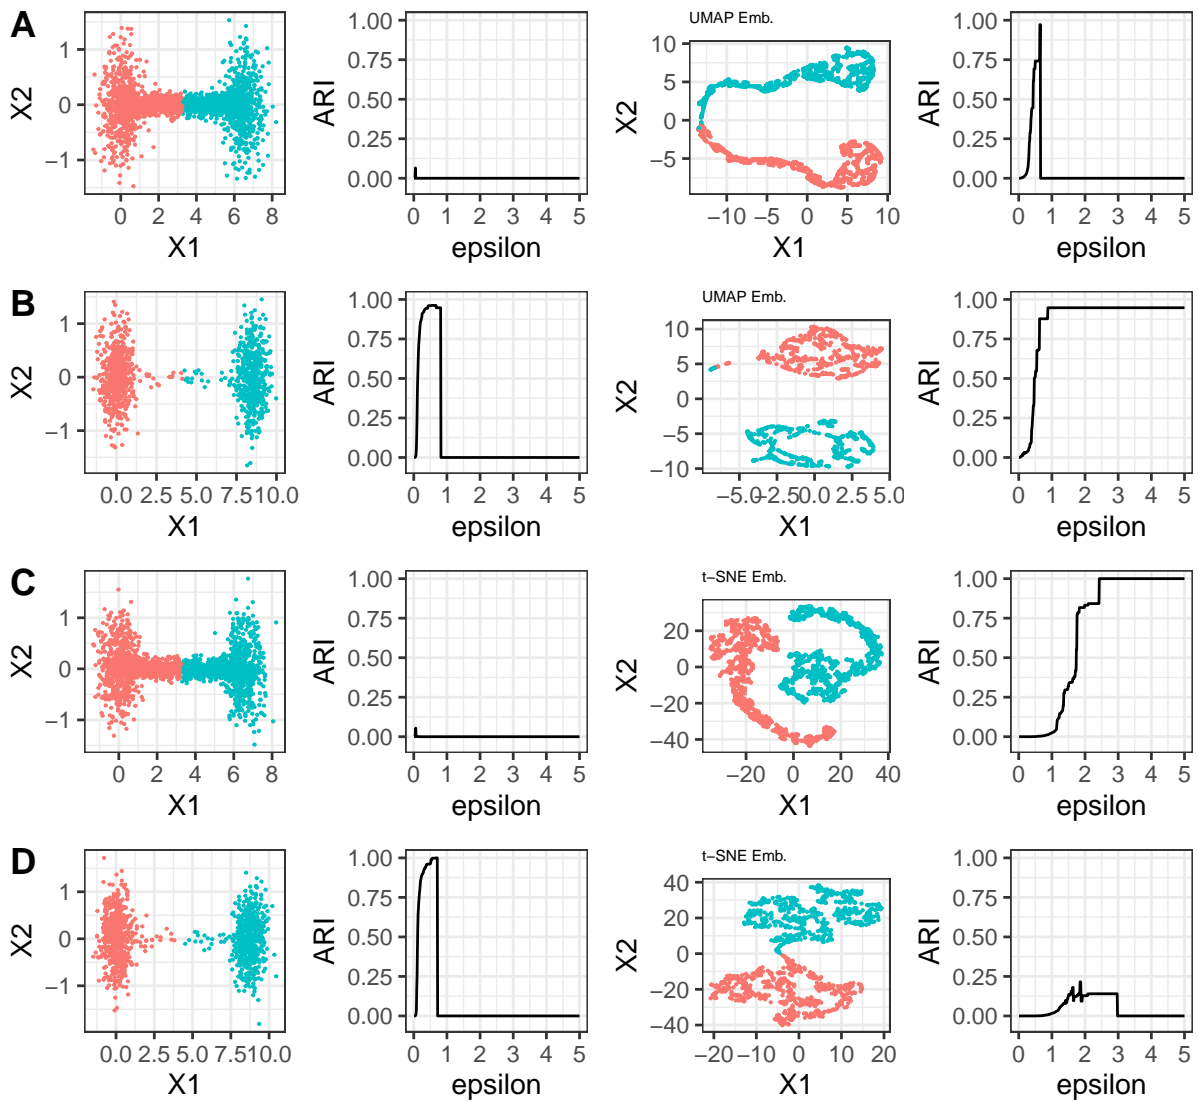 A
X2
1
0
−1
0 2 4 6 8
X1
ARI
1.00
0.75
0.50
0.25
0.00
0 1 2 3 4 5
epsilon
UMAP Emb.
X2
10
5
0
−5
−10 −5 0 5 10
X1
ARI
1.00
0.75
0.50
0.25
0.00
0 1 2 3 4 5
epsilon
B
X2
1
0
−1
0.0 2.5 5.0 7.5 10.0
X1
ARI
1.00
0.75
0.50
0.25
0.00
0 1 2 3 4 5
epsilon
UMAP Emb.
X2
10
5
0
−5
−10
−5.0 −2.5 0.0 2.5 5.0
X1
ARI
1.00
0.75
0.50
0.25
0.00
0 1 2 3 4 5
epsilon
C
X2
1
0
−1
0 2 4 6 8
X1
ARI
1.00
0.75
0.50
0.25
0.00
0 1 2 3 4 5
epsilon
t−SNE Emb.
X2
20
0
−20
−40
−20 0 20 40
X1
ARI
1.00
0.75
0.50
0.25
0.00
0 1 2 3 4 5
epsilon
D
X2
1
0
−1
0.0 2.5 5.0 7.5 10.0
X1
ARI
1.00
0.75
0.50
0.25
0.00
0 1 2 3 4 5
epsilon
t−SNE Emb.
X2
40
20
0
−20
−40
−20 −10 0 10 20
X1
ARI
1.00
0.75
0.50
0.25
0.00
0 1 2 3 4 5
epsilon